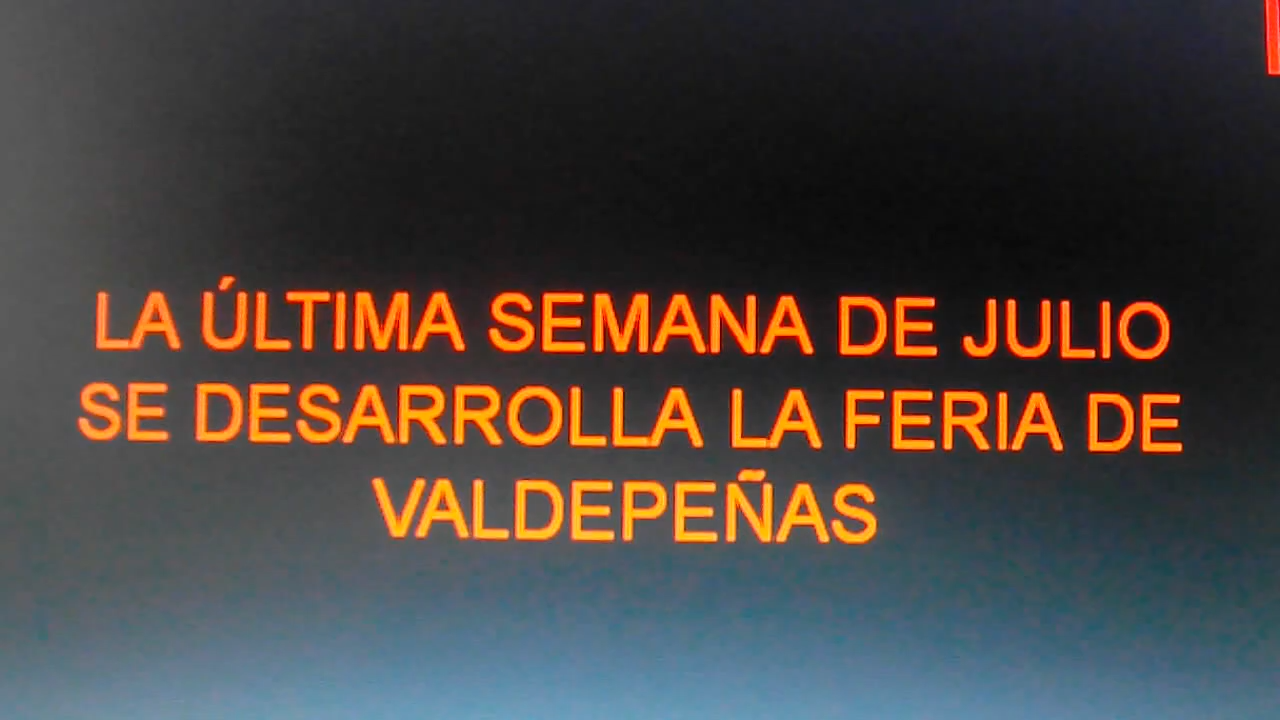 LA ÚLTIMA SEMANA DE JULIO
SE DESARROLLA LA FERIA DE
VALDEPEÑAS